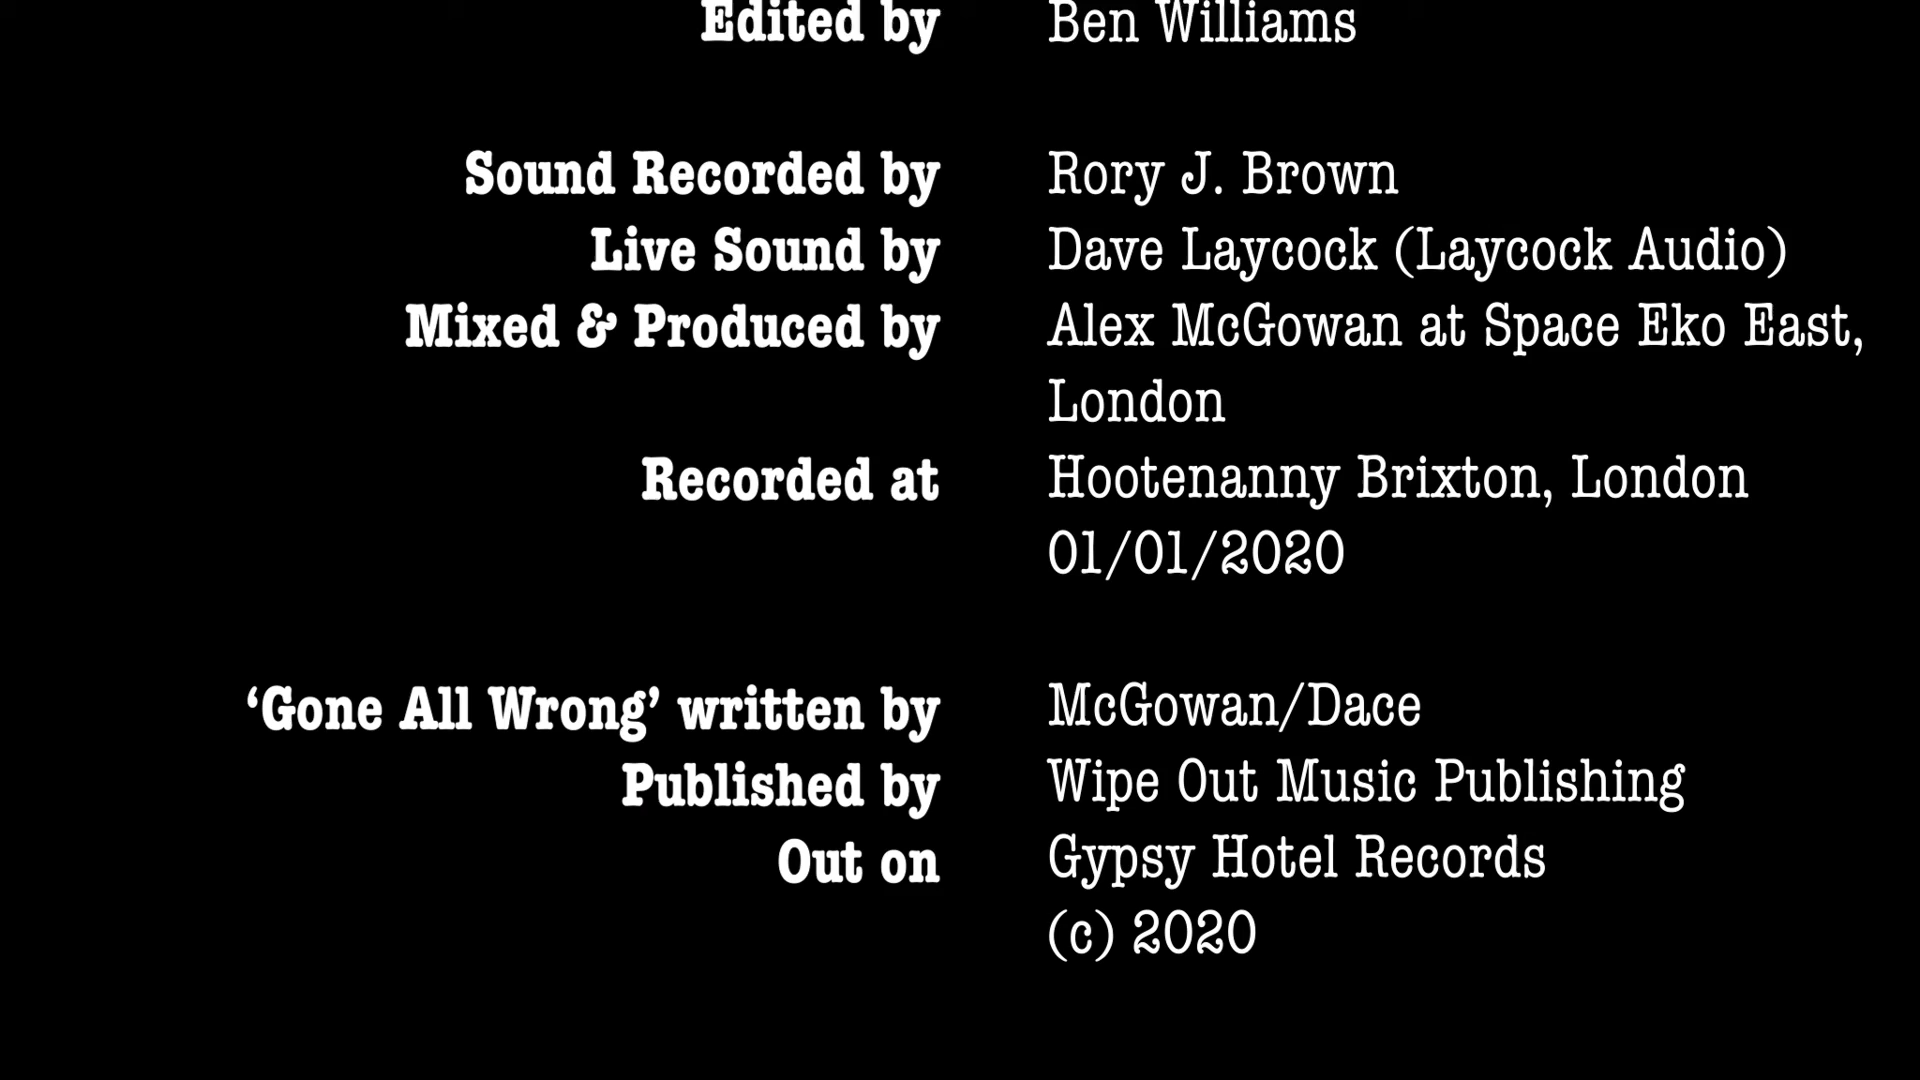 Edited by Ben Williams
Sound Recorded by Rory J. Brown
Live Sound by Dave Laycock (Laycock Audio)
Mixed & Produced by Alex McGowan at Space Eko East,
London
Recorded at Hootenanny Brixton, London
01/01/2020
‘Gone All Wrong’ written by McGowan/Dace
Published by Wipe Out Music Publishing
Out on Gypsy Hotel Records
(c) 2020